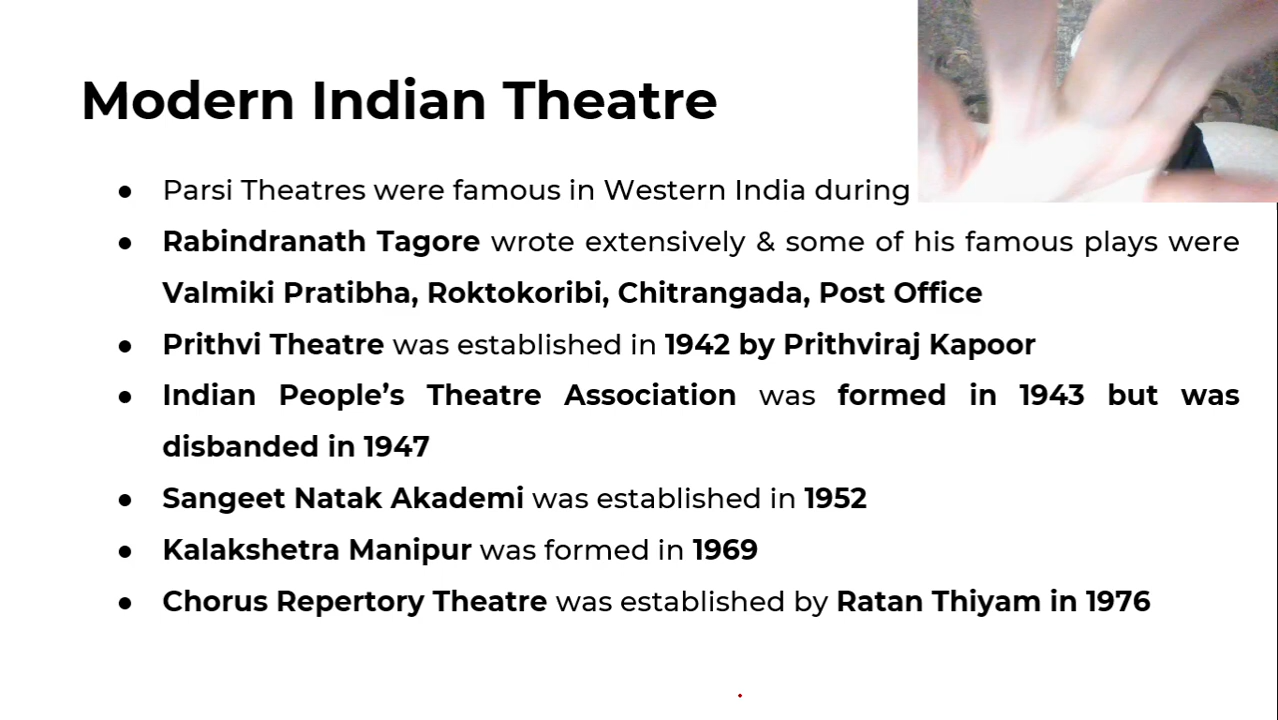 Modern Indian Theatre
● Parsi Theatres were famous in Western India during
● Rabindranath Tagore wrote extensively & some of his famous plays were
Valmiki Pratibha, Roktokoribi, Chitrangada, Post Office
● Prithvi Theatre was established in 1942 by Prithviraj Kapoor
● Indian People’s Theatre Association was formed in 1943 but was
disbanded in 1947
● Sangeet Natak Akademi was established in 1952
● Kalakshetra Manipur was formed in 1969
● Chorus Repertory Theatre was established by Ratan Thiyam in 1976